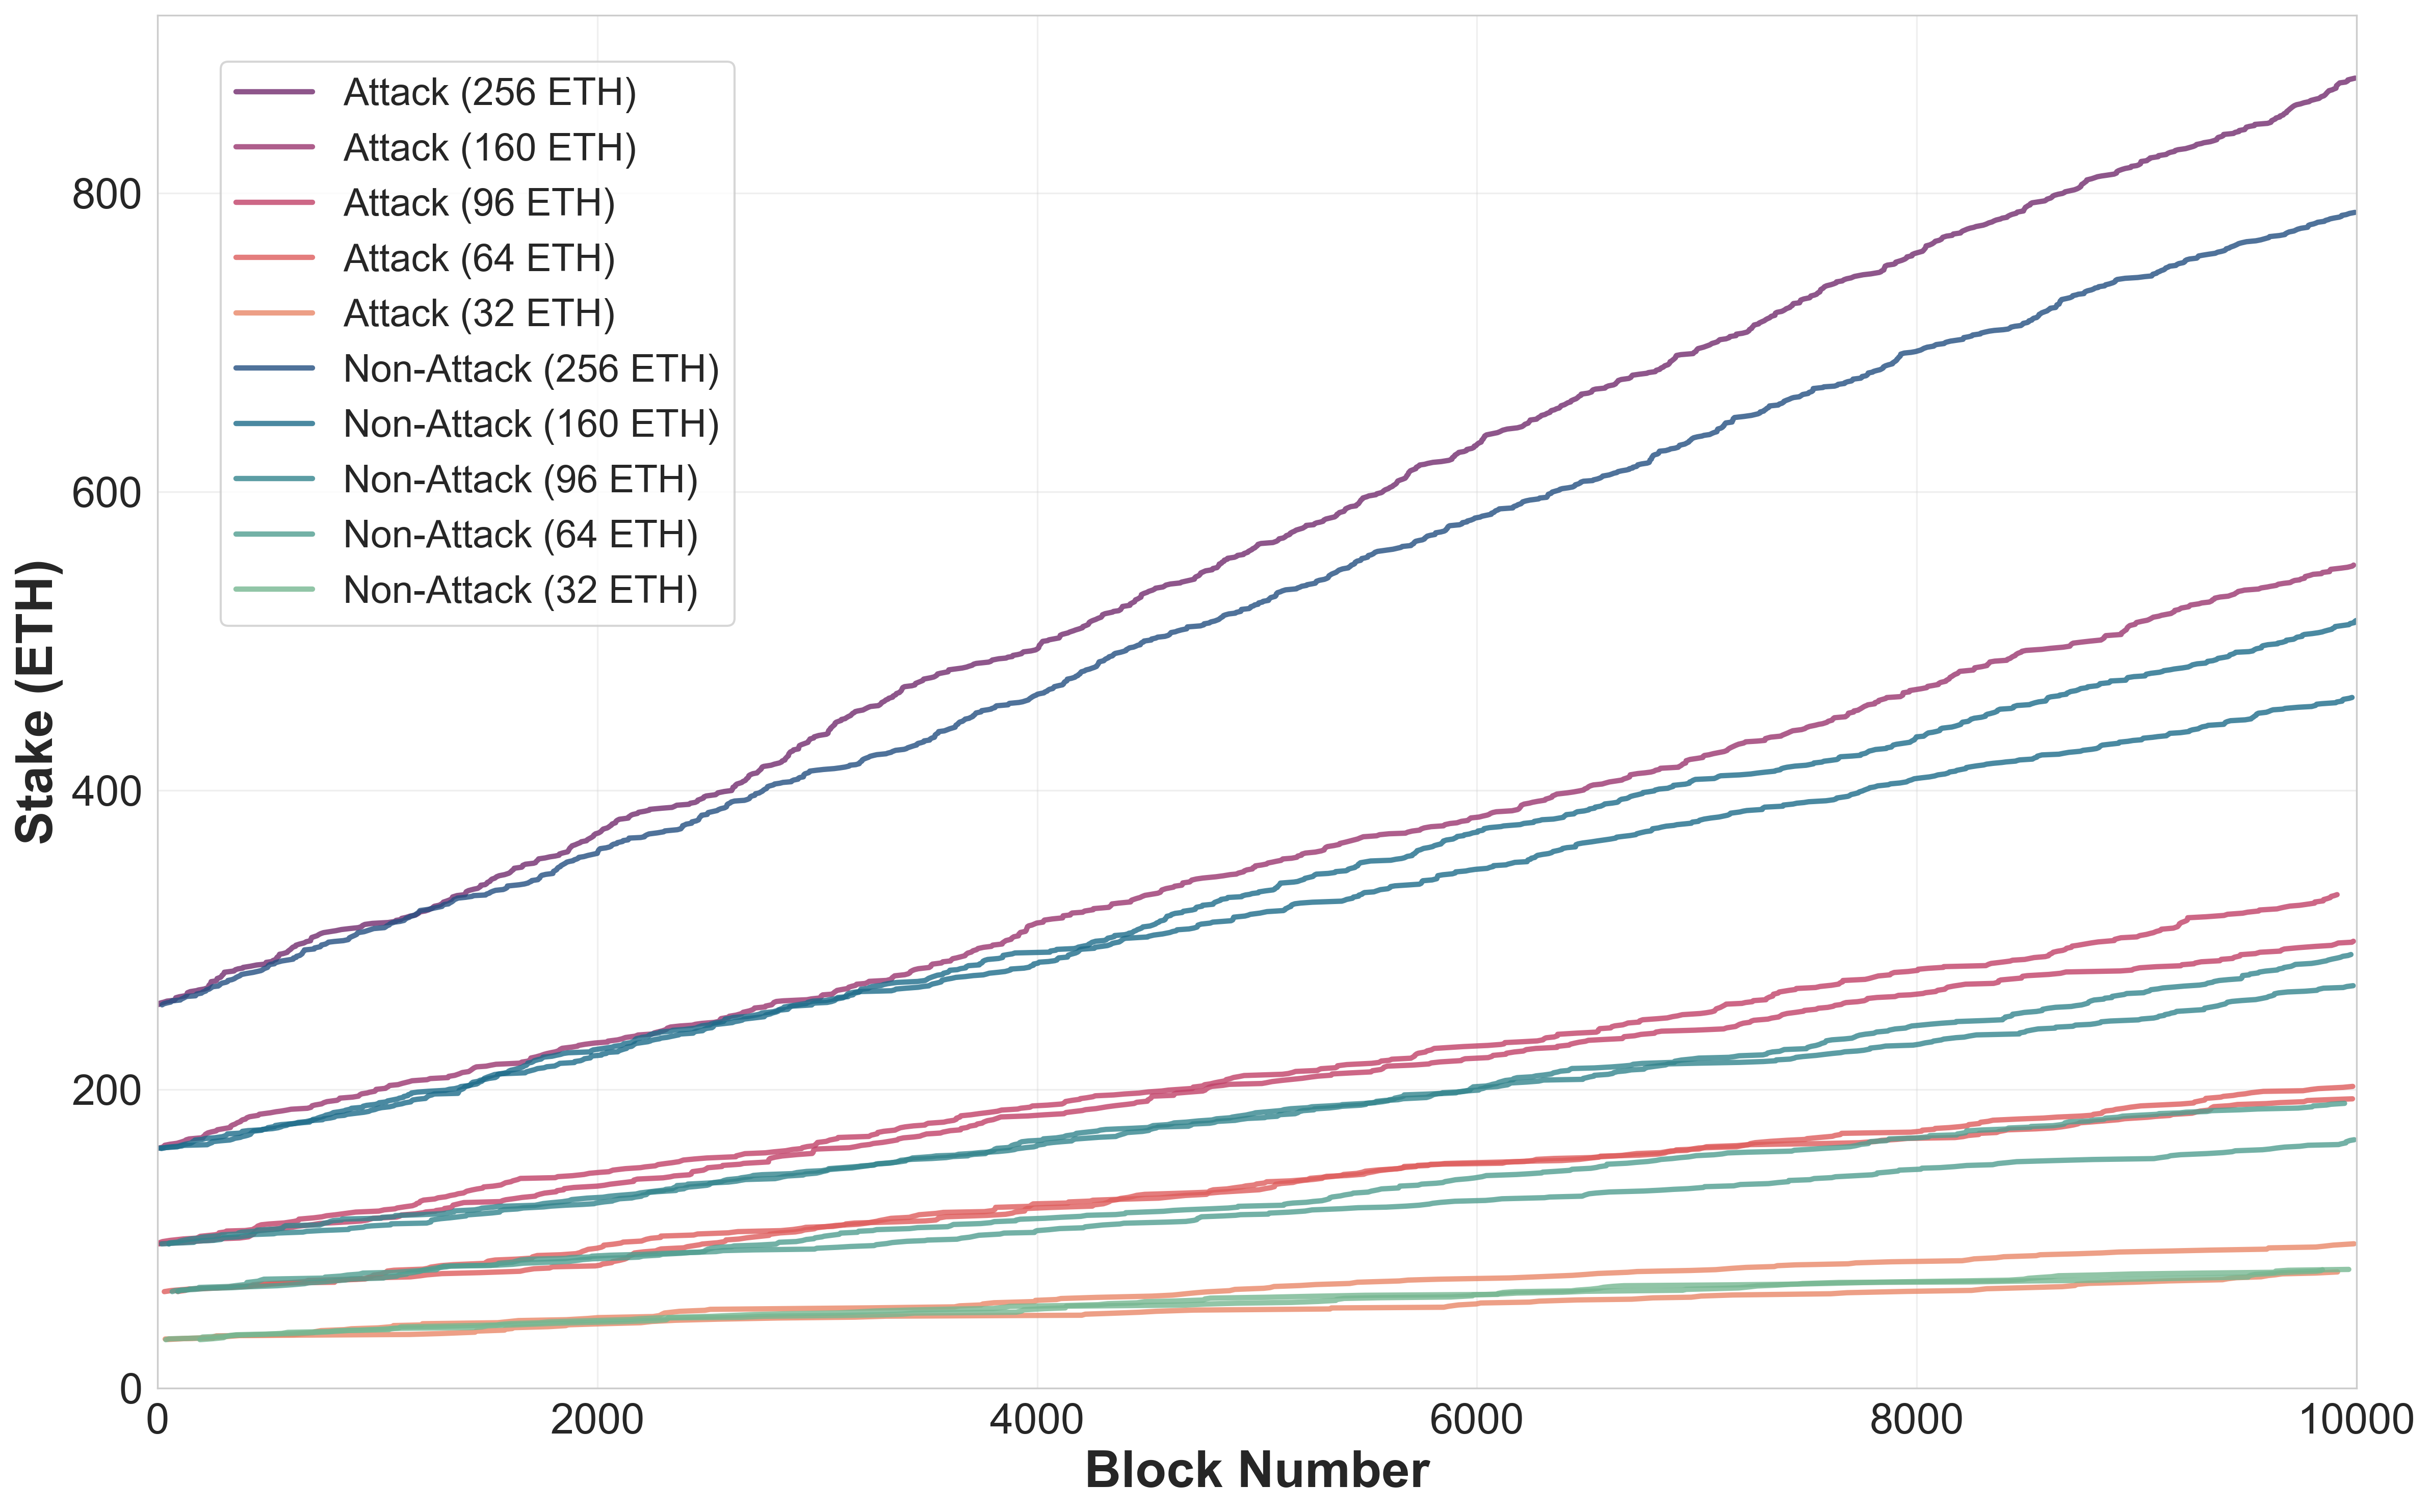 Attack (256 ETH)
Attack (160 ETH)
Attack (96 ETH)
Attack (64 ETH)
Attack (32 ETH)
Non-Attack (256 ETH)
Non-Attack (160 ETH)
Non-Attack (96 ETH)
Non-Attack (64 ETH)
Non-Attack (32 ETH)
Stake (ETH)
800
600
400
200
0
0 2000 4000 6000 8000 10000
Block Number